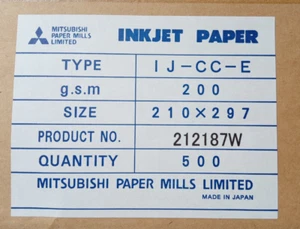 MITSUBISHI
PAPER MILLS
LIMITED
INKJET PAPER
TYPE IJ-CC-E
g.s.m 200
SIZE 210×297
PRODUCT NO. 212187W
QUANTITY 500
MITSUBISHI PAPER MILLS LIMITED
MADE IN JAPAN